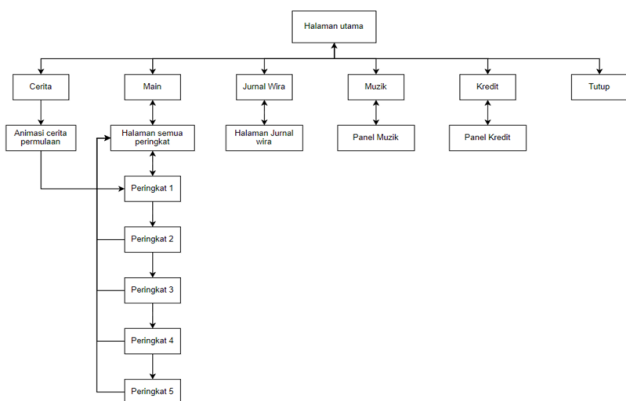 Halaman utama
Cerita
Main
Jurnal Wira
Muzik
Kredit
Tutup
Animasi cerita
permulaan
Halaman semua
peringkat
Halaman Jurnal
wira
Panel Muzik
Panel Kredit
Peringkat 1
Peringkat 2
Peringkat 3
Peringkat 4
Peringkat 5